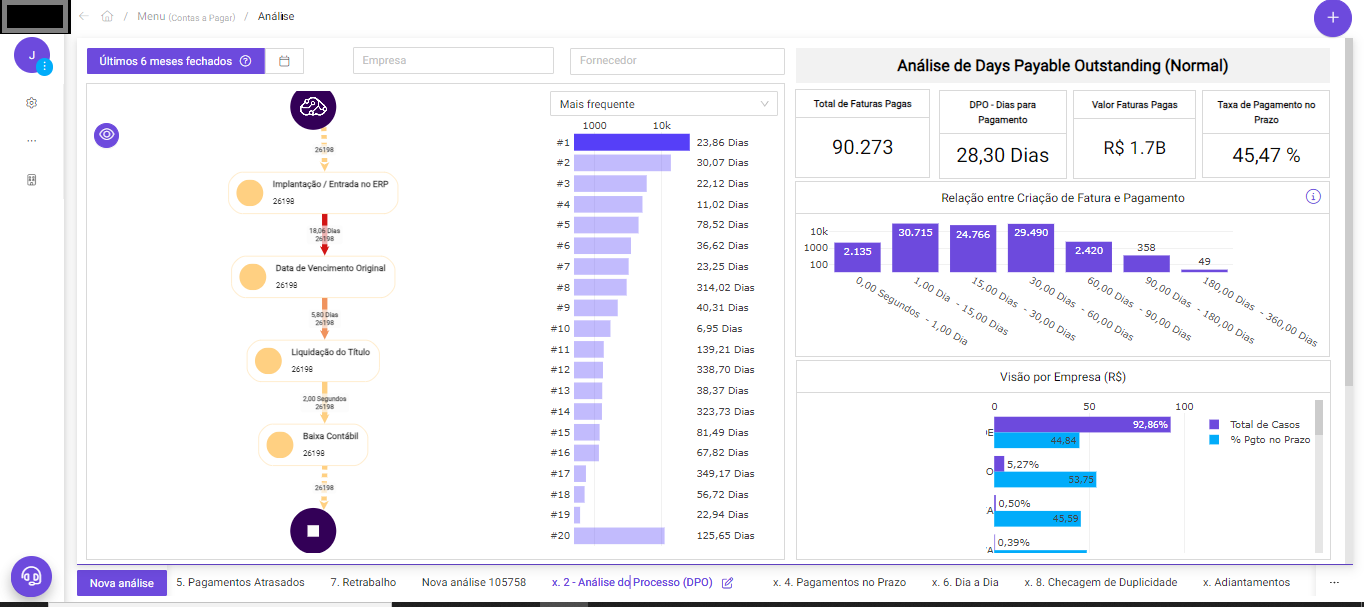 Menu (Contas a Pagar) / Análise
J
Últimos 6 meses fechados
Empresa
Fornecedor
26198
Implantação / Entrada no ERP
26198
18,06 Dias
26198
Data de Vencimento Original
26198
5,80 Dias
26198
Liquidação do Título
26198
2,00 Segundos
26198
Baixa Contábil
26198
26198
Mais frequente
1000 10k
#1 23,86 Dias
#2 30,07 Dias
#3 22,12 Dias
#4 11,02 Dias
#5 78,52 Dias
#6 36,62 Dias
#7 23,25 Dias
#8 314,02 Dias
#9 40,31 Dias
#10 6,95 Dias
#11 139,21 Dias
#12 338,70 Dias
#13 38,37 Dias
#14 323,73 Dias
#15 81,49 Dias
#16 67,82 Dias
#17 349,17 Dias
#18 56,72 Dias
#19 22,94 Dias
#20 125,65 Dias
Análise de Days Payable Outstanding (Normal)
Total de Faturas Pagas
90.273
DPO - Dias para
Pagamento
28,30 Dias
Valor Faturas Pagas
R$ 1.7B
Taxa de Pagamento no
Prazo
45,47 %
Relação entre Criação de Fatura e Pagamento
10k
1000
100
2.135 30.715 24.766 29.490 2.420 358 49
0,00 Segundos - 1,00 Dia
1,00 Dia - 15,00 Dias
15,00 Dias - 30,00 Dias
30,00 Dias - 60,00 Dias
60,00 Dias - 90,00 Dias
90,00 Dias - 180,00 Dias
180,00 Dias - 360,00 Dias
Visão por Empresa (R$)
0 50 100
92,86%
44,84
5,27%
53,75
0,50%
45,59
0,39%
Total de Casos
% Pgto no Prazo
Nova análise 5. Pagamentos Atrasados 7. Retrabalho Nova análise 105758 x. 2 - Análise do Processo (DPO) x. 4. Pagamentos no Prazo x. 6. Dia a Dia x. 8. Checagem de Duplicidade x. Adiantamentos ...